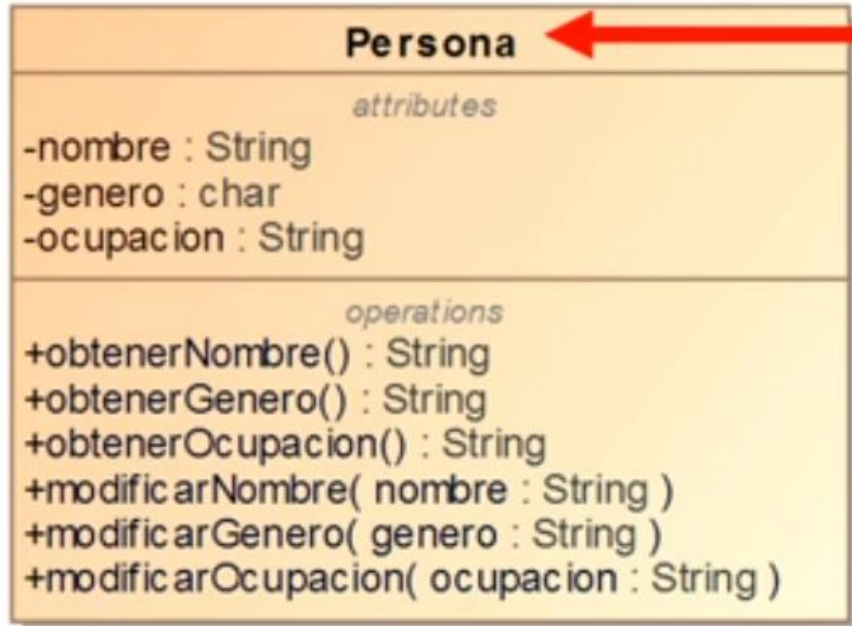 Persona
attributes
-nombre : String
-genero : char
-ocupacion : String
operations
+obtenerNombre() : String
+obtenerGenero() : String
+obtenerOcupacion() : String
+modificarNombre( nombre : String )
+modificarGenero( genero : String )
+modificarOcupacion( ocupacion : String )